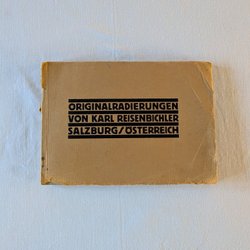 ORIGINALRADIERUNGEN
VON KARL REISENBICHLER
SALZBURG/ÖSTERREICH